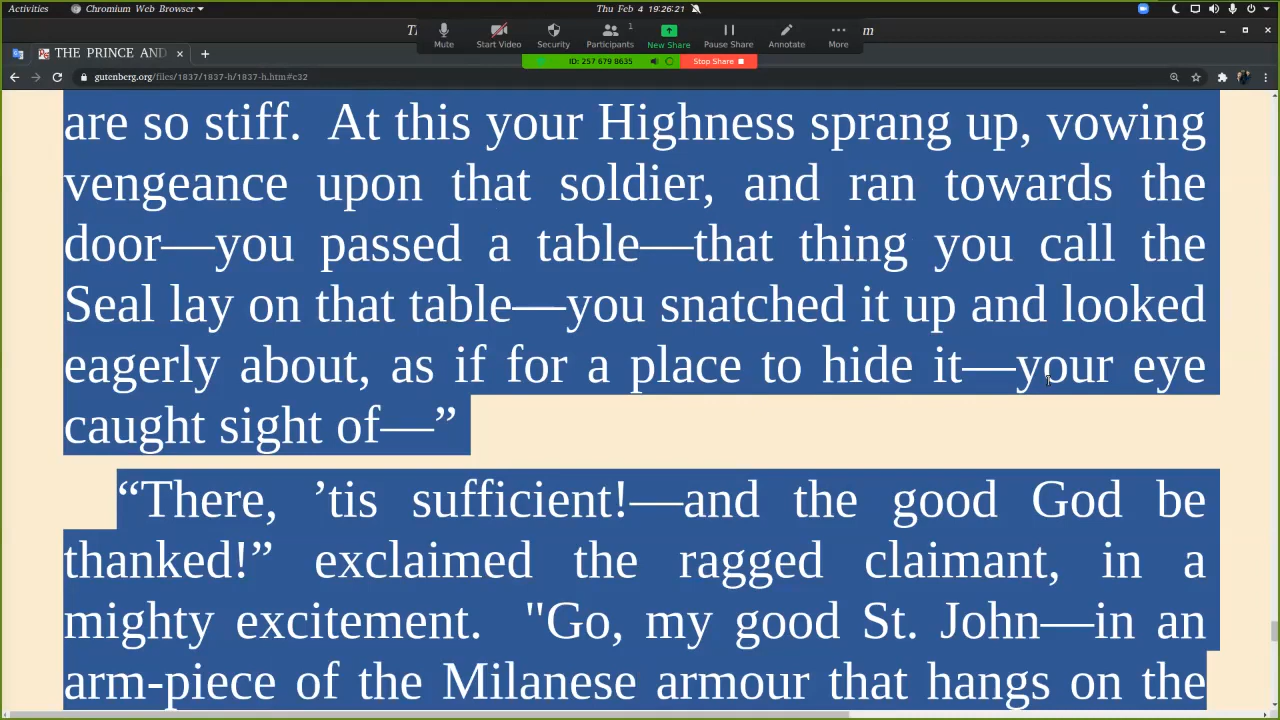 Activities
Chromium Web Browser
Thu Feb 4 19:26:21
Mute
Start Video
Security
Participants
1
New Share
Pause Share
Annotate
More
ID: 257 679 8635
Stop Share
THE PRINCE AND
gutenberg.org/files/1837/1837-h/1837-h.htm#c32
are so stiff.  At this your Highness sprang up, vowing
vengeance upon that soldier, and ran towards the
door—you passed a table—that thing you call the
Seal lay on that table—you snatched it up and looked
eagerly about, as if for a place to hide it—your eye
caught sight of—”
“There, ’tis sufficient!—and the good God be
thanked!” exclaimed the ragged claimant, in a
mighty excitement.  "Go, my good St. John—in an
arm-piece of the Milanese armour that hangs on the